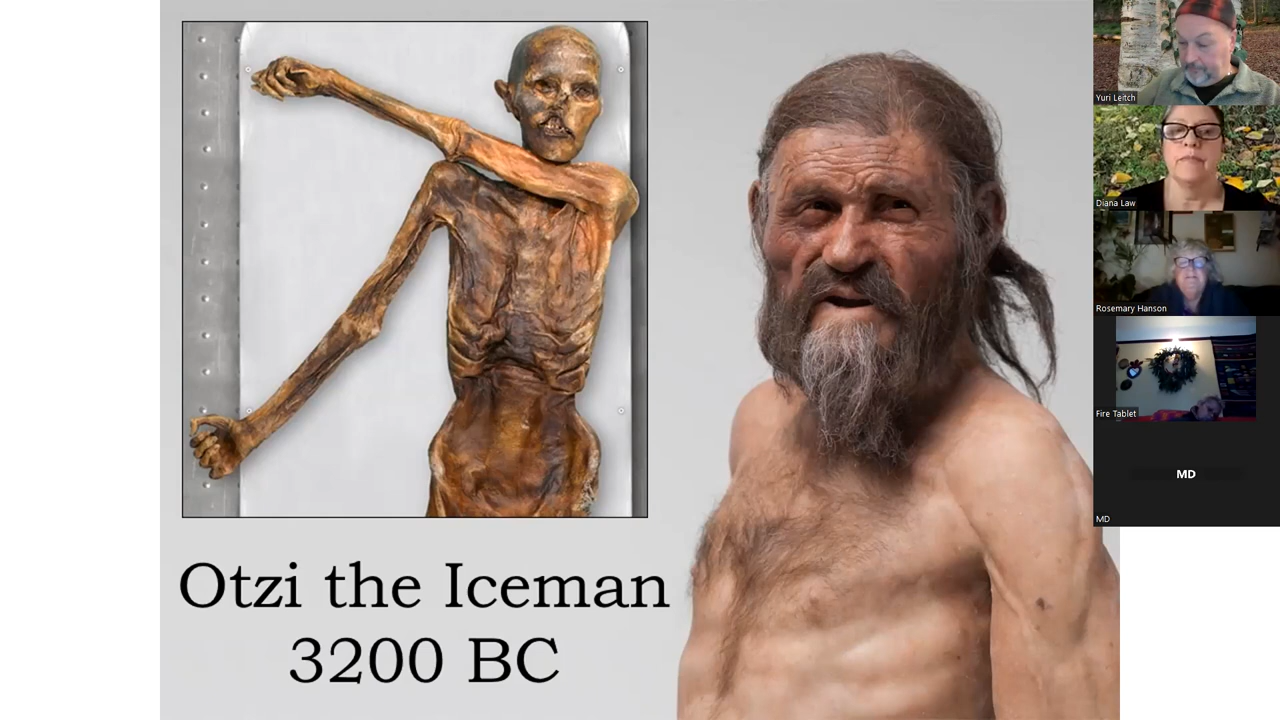 Otzi the Iceman
3200 BC
Yuri Leitch
Diana Law
Rosemary Hanson
Fire Tablet
MD
MD